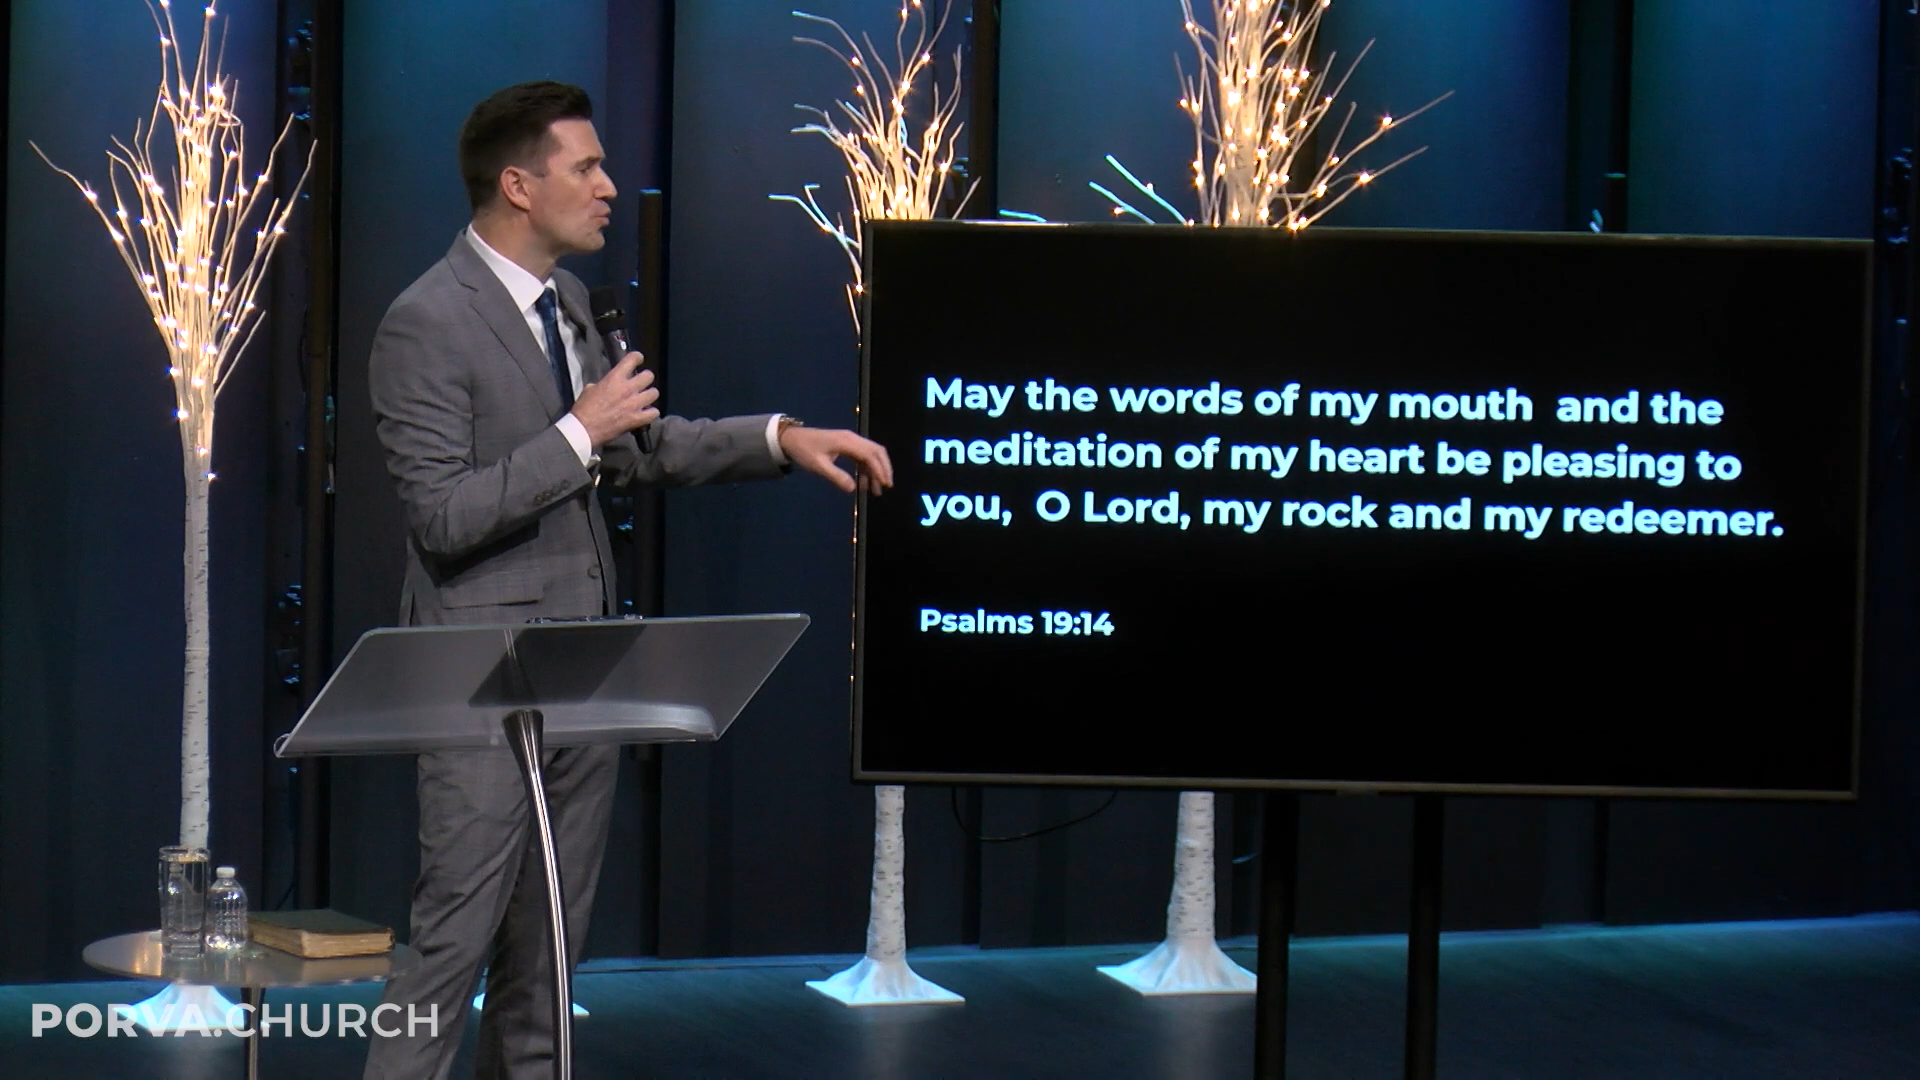 May the words of my mouth  and the
meditation of my heart be pleasing to
you,  O Lord, my rock and my redeemer.
Psalms 19:14
PORVA.CHURCH